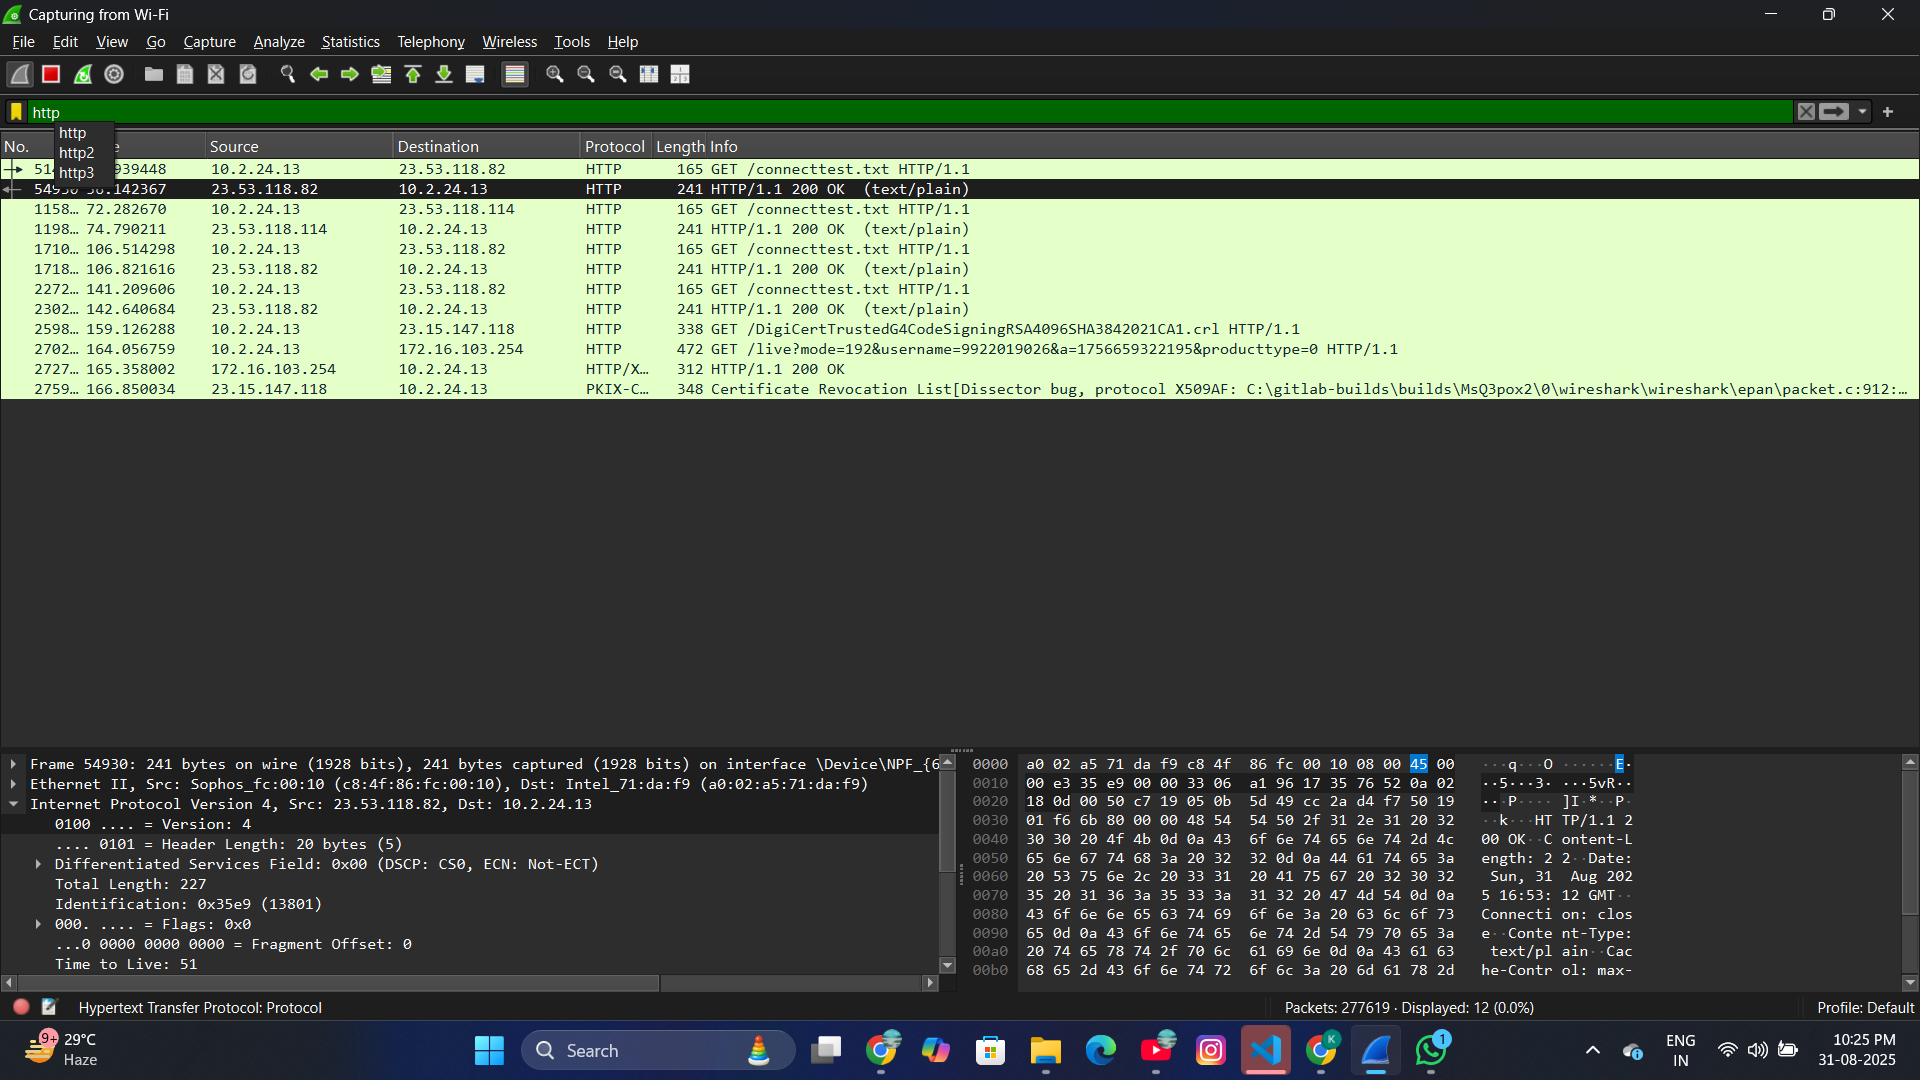 Capturing from Wi-Fi
File Edit View Go Capture Analyze Statistics Telephony Wireless Tools Help
http
http
http2
http3
No. Source Destination Protocol Length Info
939448 10.2.24.13 23.53.118.82 HTTP 165 GET /connecttest.txt HTTP/1.1
54930 56.142367 23.53.118.82 10.2.24.13 HTTP 241 HTTP/1.1 200 OK (text/plain)
1158… 72.282670 10.2.24.13 23.53.118.114 HTTP 165 GET /connecttest.txt HTTP/1.1
1198… 74.790211 23.53.118.114 10.2.24.13 HTTP 241 HTTP/1.1 200 OK (text/plain)
1710… 106.514298 10.2.24.13 23.53.118.82 HTTP 165 GET /connecttest.txt HTTP/1.1
1718… 106.821616 23.53.118.82 10.2.24.13 HTTP 241 HTTP/1.1 200 OK (text/plain)
2272… 141.209606 10.2.24.13 23.53.118.82 HTTP 165 GET /connecttest.txt HTTP/1.1
2302… 142.640684 23.53.118.82 10.2.24.13 HTTP 241 HTTP/1.1 200 OK (text/plain)
2598… 159.126288 10.2.24.13 23.15.147.118 HTTP 338 GET /DigiCertTrustedG4CodeSigningRSA4096SHA3842021CA1.crl HTTP/1.1
2702… 164.056759 10.2.24.13 172.16.103.254 HTTP 472 GET /live?mode=192&username=9922019026&a=1756659322195&producttype=0 HTTP/1.1
2727… 165.358002 172.16.103.254 10.2.24.13 HTTP/X… 312 HTTP/1.1 200 OK
2759… 166.850034 23.15.147.118 10.2.24.13 PKIX-C… 348 Certificate Revocation List[Dissector bug, protocol X509AF: C:\gitlab-builds\builds\MsQ3pox2\0\wireshark\wireshark\epan\packet.c:912:…
Frame 54930: 241 bytes on wire (1928 bits), 241 bytes captured (1928 bits) on interface \Device\NPF_{6
Ethernet II, Src: Sophos_fc:00:10 (c8:4f:86:fc:00:10), Dst: Intel_71:da:f9 (a0:02:a5:71:da:f9)
Internet Protocol Version 4, Src: 23.53.118.82, Dst: 10.2.24.13
0100 .... = Version: 4
.... 0101 = Header Length: 20 bytes (5)
Differentiated Services Field: 0x00 (DSCP: CS0, ECN: Not-ECT)
Total Length: 227
Identification: 0x35e9 (13801)
000. .... = Flags: 0x0
...0 0000 0000 0000 = Fragment Offset: 0
Time to Live: 51
0000 a0 02 a5 71 da f9 c8 4f 86 fc 00 10 08 00 45 00 ···q···O ······E·
0010 00 e3 35 e9 00 00 33 06 a1 96 17 35 76 52 0a 02 ··5···3· ···5vR··
0020 18 0d 00 50 c7 19 05 0b 5d 49 cc 2a d4 f7 50 19 ···P···· ]I·*··P·
0030 01 f6 6b 80 00 00 48 54 54 50 2f 31 2e 31 20 32 ··k···HT TP/1.1 2
0040 30 30 20 4f 4b 0d 0a 43 6f 6e 74 65 6e 74 2d 4c 00 OK··C ontent-L
0050 65 6e 67 74 68 3a 20 32 32 0d 0a 44 61 74 65 3a ength: 2 2··Date:
0060 20 53 75 6e 2c 20 33 31 20 41 75 67 20 32 30 32 Sun, 31 Aug 202
0070 35 20 31 36 3a 35 33 3a 31 32 20 47 4d 54 0d 0a 5 16:53: 12 GMT··
0080 43 6f 6e 6e 65 63 74 69 6f 6e 3a 20 63 6c 6f 73 Connecti on: clos
0090 65 0d 0a 43 6f 6e 74 65 6e 74 2d 54 79 70 65 3a e··Conte nt-Type:
00a0 20 74 65 78 74 2f 70 6c 61 69 6e 0d 0a 43 61 63 text/pl ain··Cac
00b0 68 65 2d 43 6f 6e 74 72 6f 6c 3a 20 6d 61 78 2d he-Contr ol: max-
Hypertext Transfer Protocol: Protocol
Packets: 277619 · Displayed: 12 (0.0%)
Profile: Default
9+
29°C
Haze
Search
K
1
ENG
IN
10:25 PM
31-08-2025